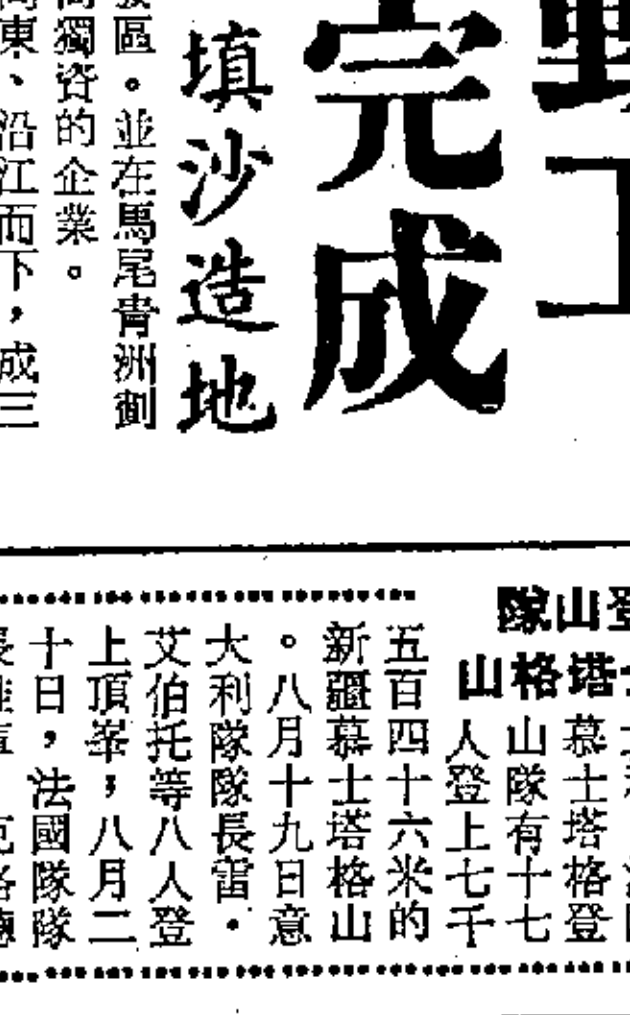 工
完成
填沙造地
區。並在馬尾青洲劃
獨資的企業。
東、沿江而下，成三
登山隊
塔格山
慕士塔格登
山隊有十七
人登上七千
五百四十六米的
新疆慕士塔格山
。八月十九日意
大利隊隊長雷·
艾伯托等八人登
上頂峯，八月二
十日，法國隊隊